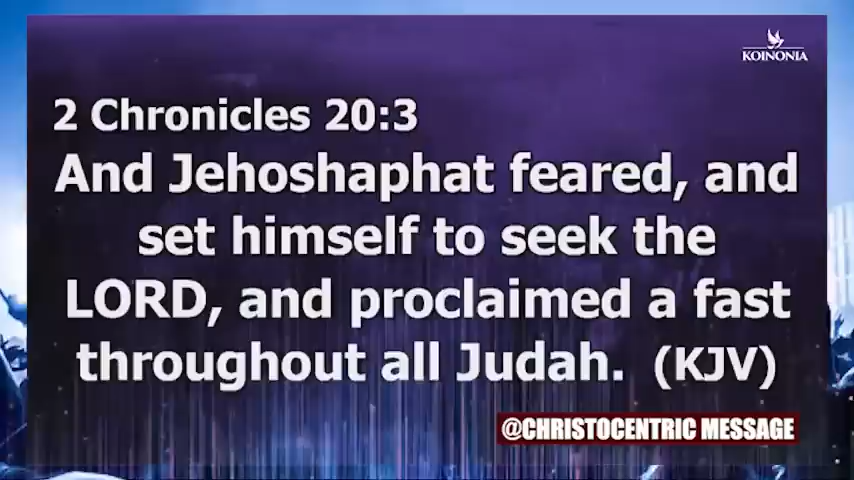 KOINONIA
2 Chronicles 20:3
And Jehoshaphat feared, and
set himself to seek the
LORD, and proclaimed a fast
throughout all Judah. (KJV)
@CHRISTOCENTRIC MESSAGE